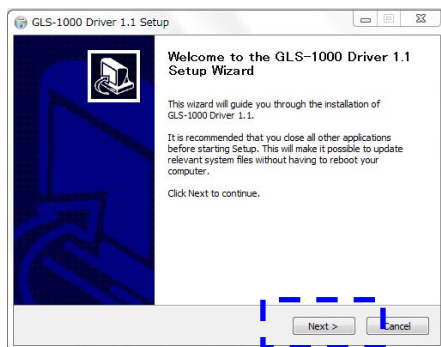 GLS-1000 Driver 1.1 Setup
Welcome to the GLS-1000 Driver 1.1
Setup Wizard
This wizard will guide you through the installation of
GLS-1000 Driver 1.1.
It is recommended that you close all other applications
before starting Setup. This will make it possible to update
relevant system files without having to reboot your
computer.
Click Next to continue.
Next > Cancel